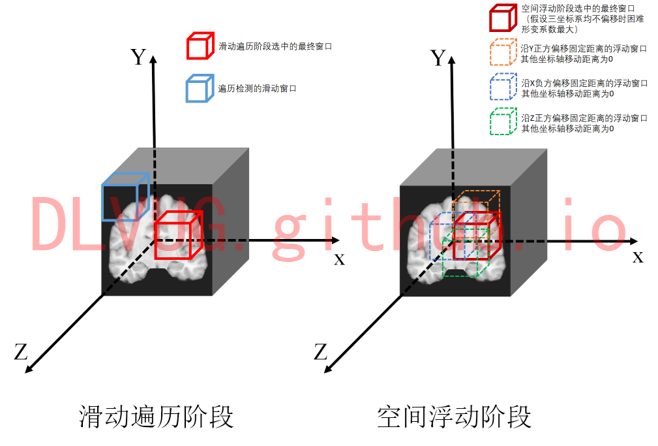 滑动遍历阶段选中的最终窗口
遍历检测的滑动窗口
Y
x
Z
滑动遍历阶段
空间浮动阶段选中的最终窗口
（假设三坐标系均不偏移时困难
形变系数最大）
沿Y正方偏移固定距离的浮动窗口
其他坐标轴移动距离为0
沿X负方偏移固定距离的浮动窗口
其他坐标轴移动距离为0
沿Z正方偏移固定距离的浮动窗口
其他坐标轴移动距离为0
Y
x
Z
空间浮动阶段
DLVJG.github.io